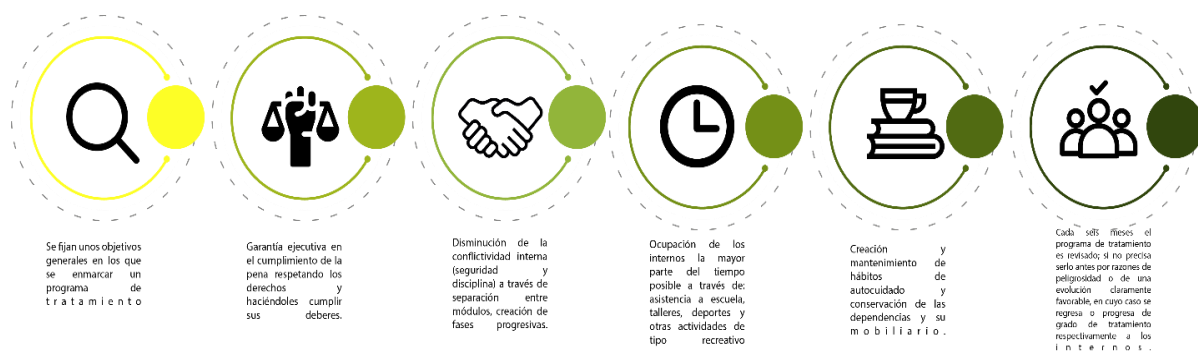 Se fijan unos objetivos
generales en los que
se enmarcar un
programa de
tratamiento
Garantía ejecutiva en
el cumplimiento de la
pena respetando los
derechos y
haciéndoles cumplir
sus deberes.
Disminución de la
conflictividad interna
(seguridad y
disciplina) a través de
separación entre
módulos, creación de
fases progresivas.
Ocupación de los
internos la mayor
parte del tiempo
posible a través de:
asistencia a escuela,
talleres, deportes y
otras actividades de
tipo recreativo
Creación y
mantenimiento de
hábitos de
autocuidado y
conservación de las
dependencias y su
mobiliario.
Cada seis meses el
programa de tratamiento
es revisado; si no precisa
serlo antes por razones de
peligrosidad o de una
evolución claramente
favorable, en cuyo caso se
regresa o progresa de
grado de tratamiento
respectivamente a los
internos.